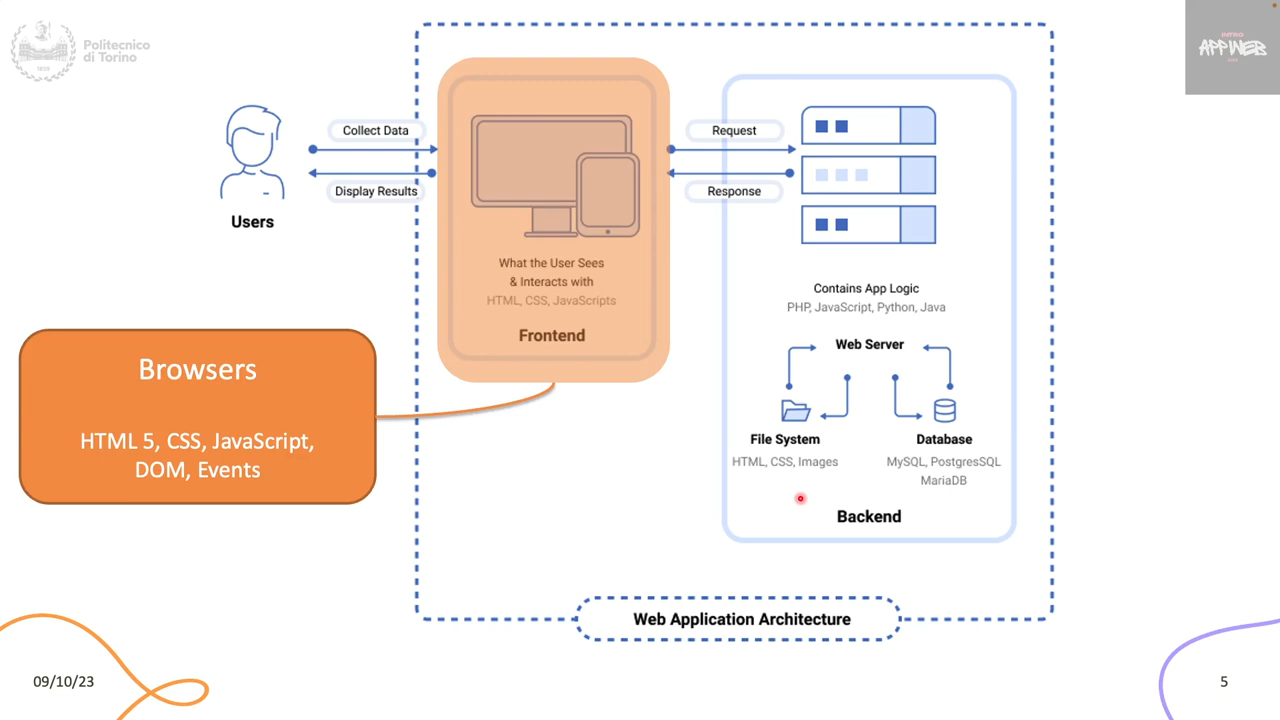 Politecnico
di Torino
1859
INTRO
APPWEB
Collect Data
Display Results
Users
What the User Sees
& Interacts with
HTML, CSS, JavaScripts
Frontend
Request
Response
Contains App Logic
PHP, JavaScript, Python, Java
Web Server
File System
HTML, CSS, Images
Database
MySQL, PostgresSQL
MariaDB
Backend
Browsers
HTML 5, CSS, JavaScript,
DOM, Events
Web Application Architecture
09/10/23
5